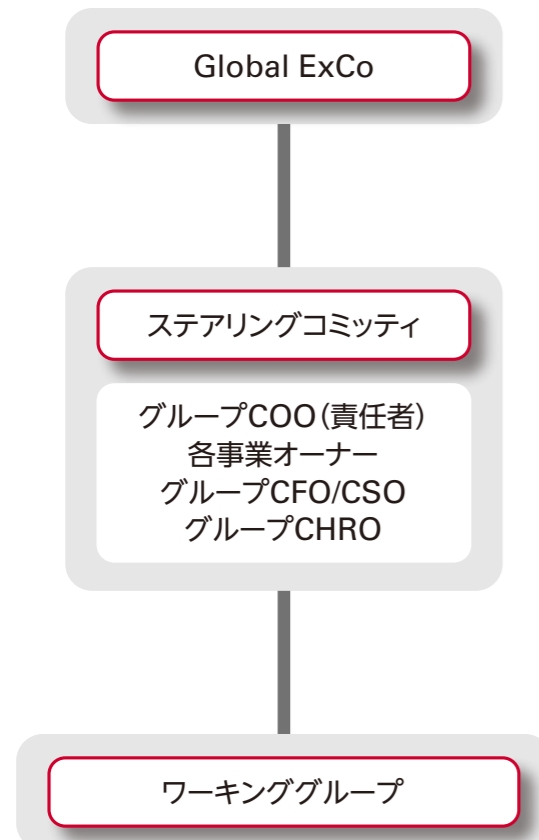 Global ExCo
ステアリングコミッティ
グループCOO（責任者）
各事業オーナー
グループCFO/CSO
グループCHRO
ワーキンググループ